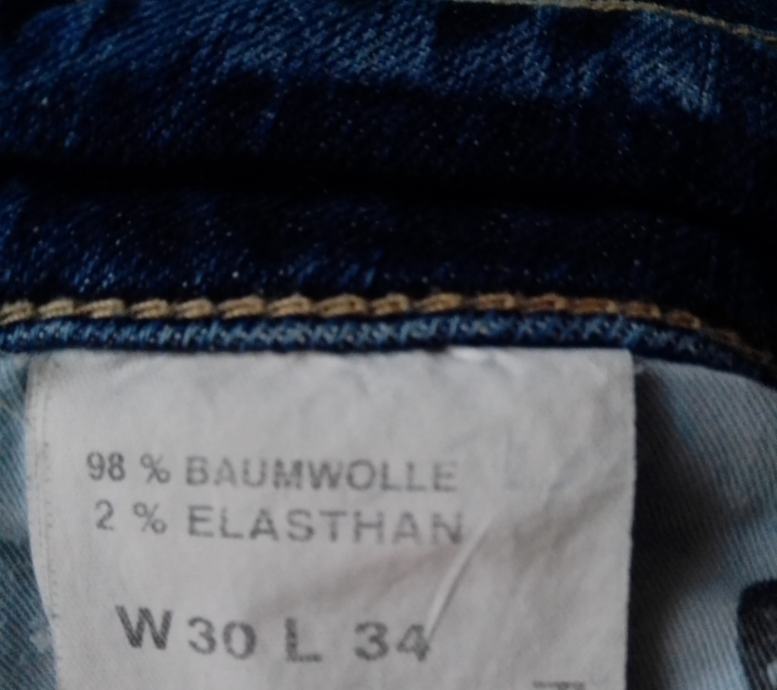 98 % BAUMWOLLE
2 % ELASTHAN
W 30 L 34